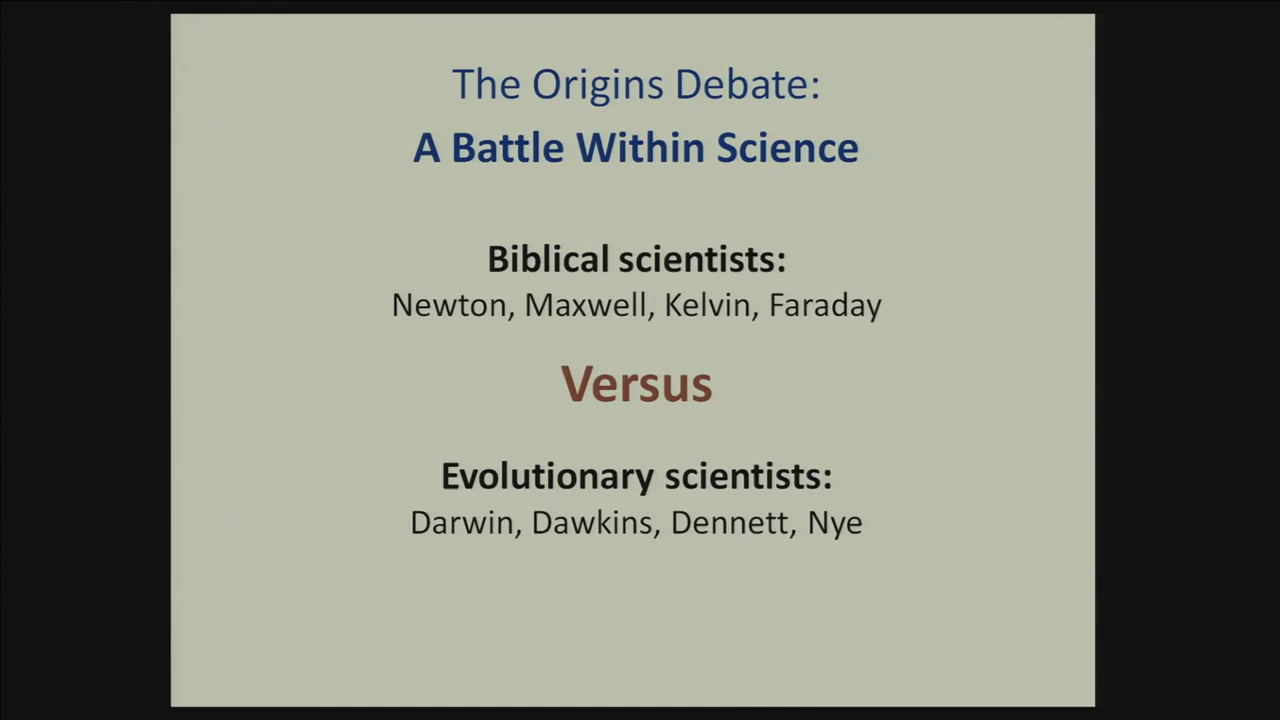 The Origins Debate:
A Battle Within Science
Biblical scientists:
Newton, Maxwell, Kelvin, Faraday
Versus
Evolutionary scientists:
Darwin, Dawkins, Dennett, Nye